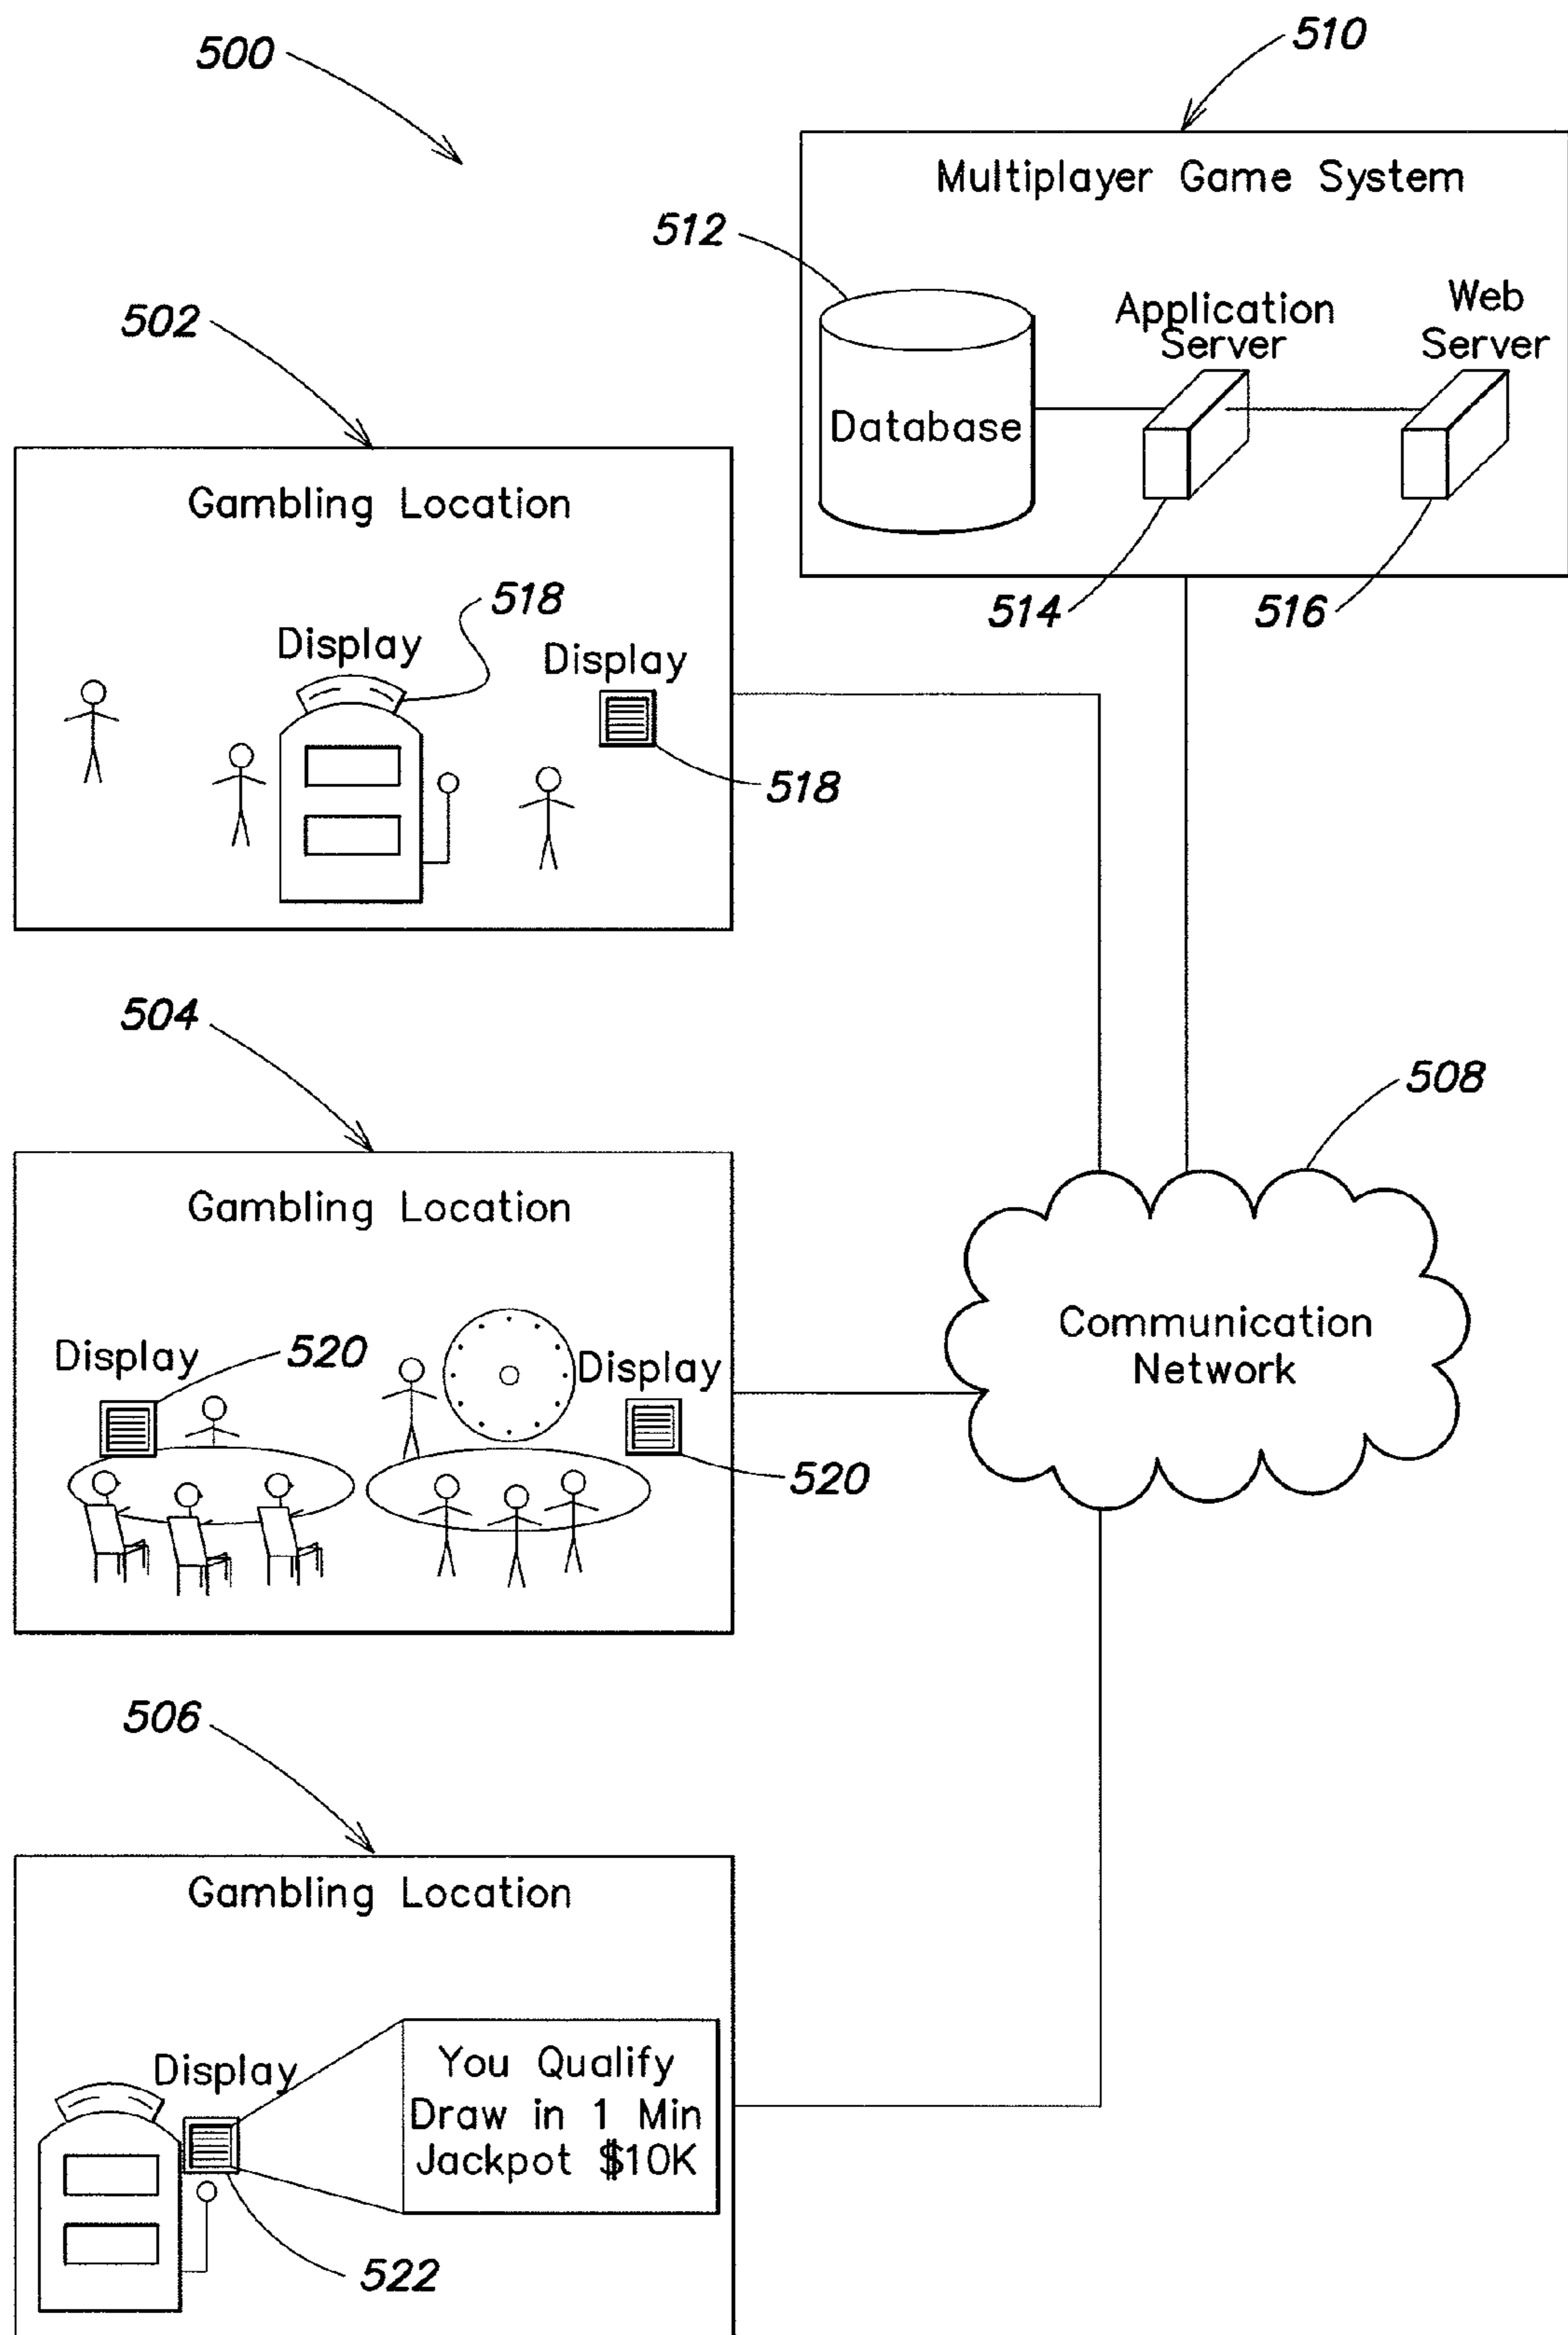 500
510
Multiplayer Game System
512
Application
Server
Web
Server
Database
514
516
502
Gambling Location
518
Display
Display
518
504
508
Gambling Location
Communication
Network
Display
520
Display
520
506
Gambling Location
Display
You Qualify
Draw in 1 Min
Jackpot $10K
522